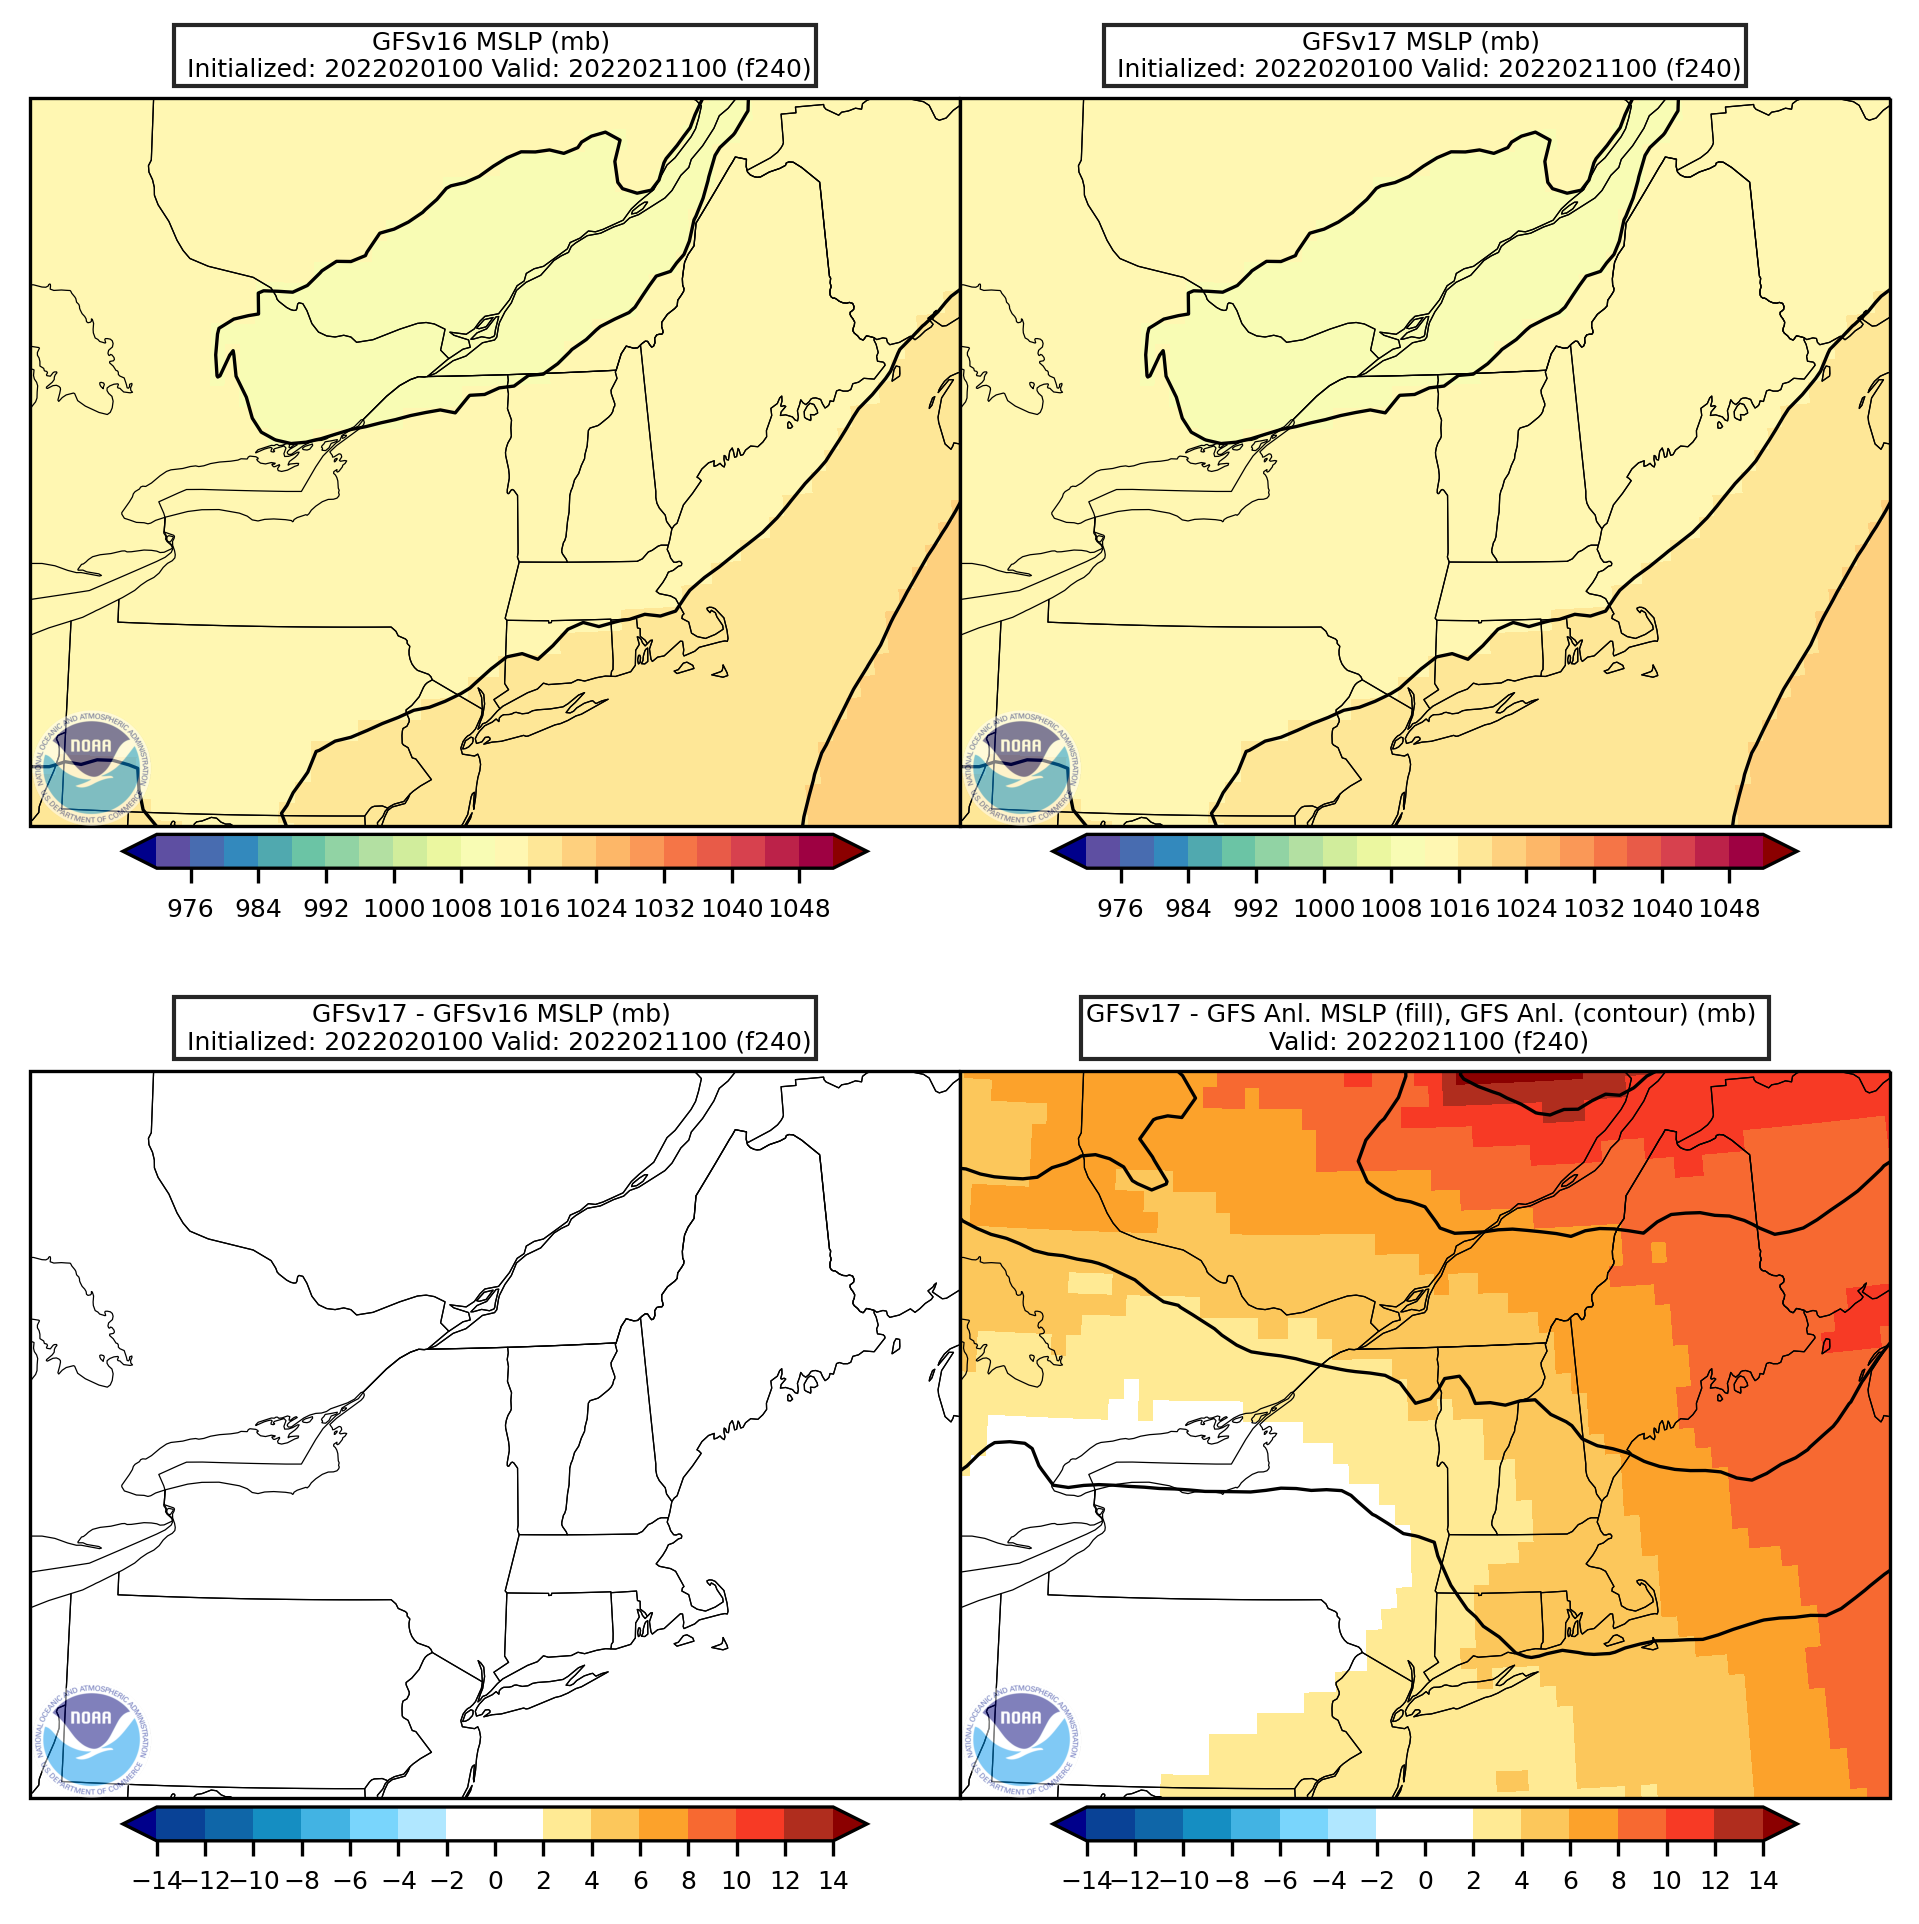 GFSv16 MSLP (mb)
Initialized: 2022020100 Valid: 2022021100 (f240)
GFSv17 MSLP (mb)
Initialized: 2022020100 Valid: 2022021100 (f240)
NATIONAL OCEANIC AND ATMOSPHERIC ADMINISTRATION
NOAA
U.S. DEPARTMENT OF COMMERCE
NATIONAL OCEANIC AND ATMOSPHERIC ADMINISTRATION
NOAA
U.S. DEPARTMENT OF COMMERCE
976 984 992 1000 1008 1016 1024 1032 1040 1048
976 984 992 1000 1008 1016 1024 1032 1040 1048
GFSv17 - GFSv16 MSLP (mb)
Initialized: 2022020100 Valid: 2022021100 (f240)
GFSv17 - GFS Anl. MSLP (fill), GFS Anl. (contour) (mb)
Valid: 2022021100 (f240)
NATIONAL OCEANIC AND ATMOSPHERIC ADMINISTRATION
NOAA
U.S. DEPARTMENT OF COMMERCE
NATIONAL OCEANIC AND ATMOSPHERIC ADMINISTRATION
NOAA
U.S. DEPARTMENT OF COMMERCE
−14 −12 −10 −8 −6 −4 −2 0 2 4 6 8 10 12 14
−14 −12 −10 −8 −6 −4 −2 0 2 4 6 8 10 12 14